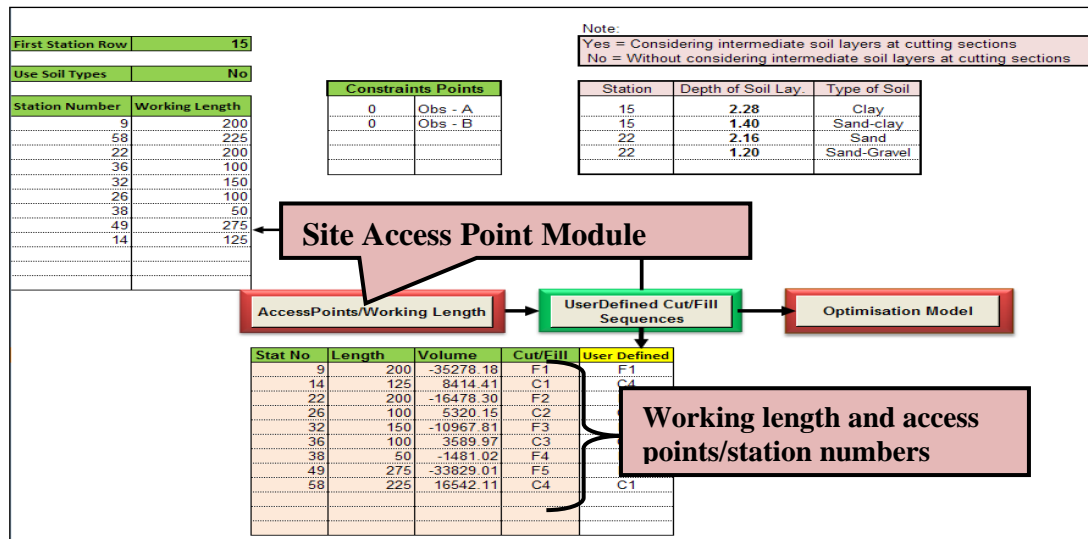 Note:
First Station Row 15
Yes = Considering intermediate soil layers at cutting sections
No = Without considering intermediate soil layers at cutting sections
Use Soil Types No
Station Number Working Length
9 200
58 225
22 200
36 100
32 150
26 100
38 50
49 275
14 125
Constraints Points
0 Obs - A
0 Obs - B
Station Depth of Soil Lay. Type of Soil
15 2.28 Clay
15 1.40 Sand-clay
22 2.16 Sand
22 1.20 Sand-Gravel
Site Access Point Module
AccessPoints/Working Length
UserDefined Cut/Fill
Sequences
Optimisation Model
Stat No Length Volume Cut/Fill User Defined
9 200 -35278.18 F1 F1
14 125 8414.41 C1 C4
22 200 -16478.30 F2
26 100 5320.15 C2
32 150 -10967.81 F3
36 100 3589.97 C3
38 50 -1481.02 F4
49 275 -33829.01 F5
58 225 16542.11 C4 C1
Working length and access
points/station numbers